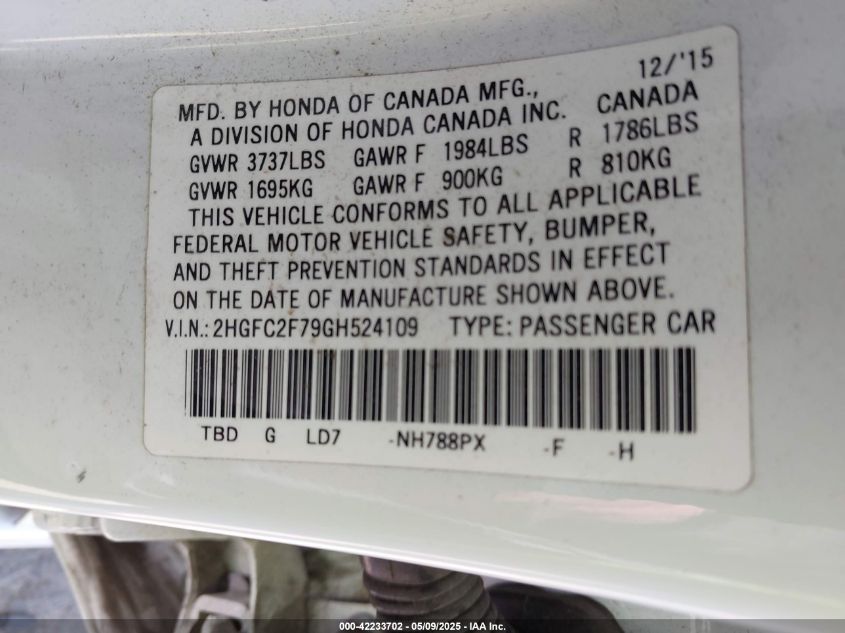 12/'15
MFD. BY HONDA OF CANADA MFG.,
A DIVISION OF HONDA CANADA INC. CANADA
GVWR 3737LBS GAWR F 1984LBS R 1786LBS
GVWR 1695KG GAWR F 900KG R 810KG
THIS VEHICLE CONFORMS TO ALL APPLICABLE
FEDERAL MOTOR VEHICLE SAFETY, BUMPER,
AND THEFT PREVENTION STANDARDS IN EFFECT
ON THE DATE OF MANUFACTURE SHOWN ABOVE.
V.I.N.: 2HGFC2F79GH524109 TYPE: PASSENGER CAR
TBD G LD7 -NH788PX -F -H
000-42233702 - 05/09/2025 - IAA Inc.